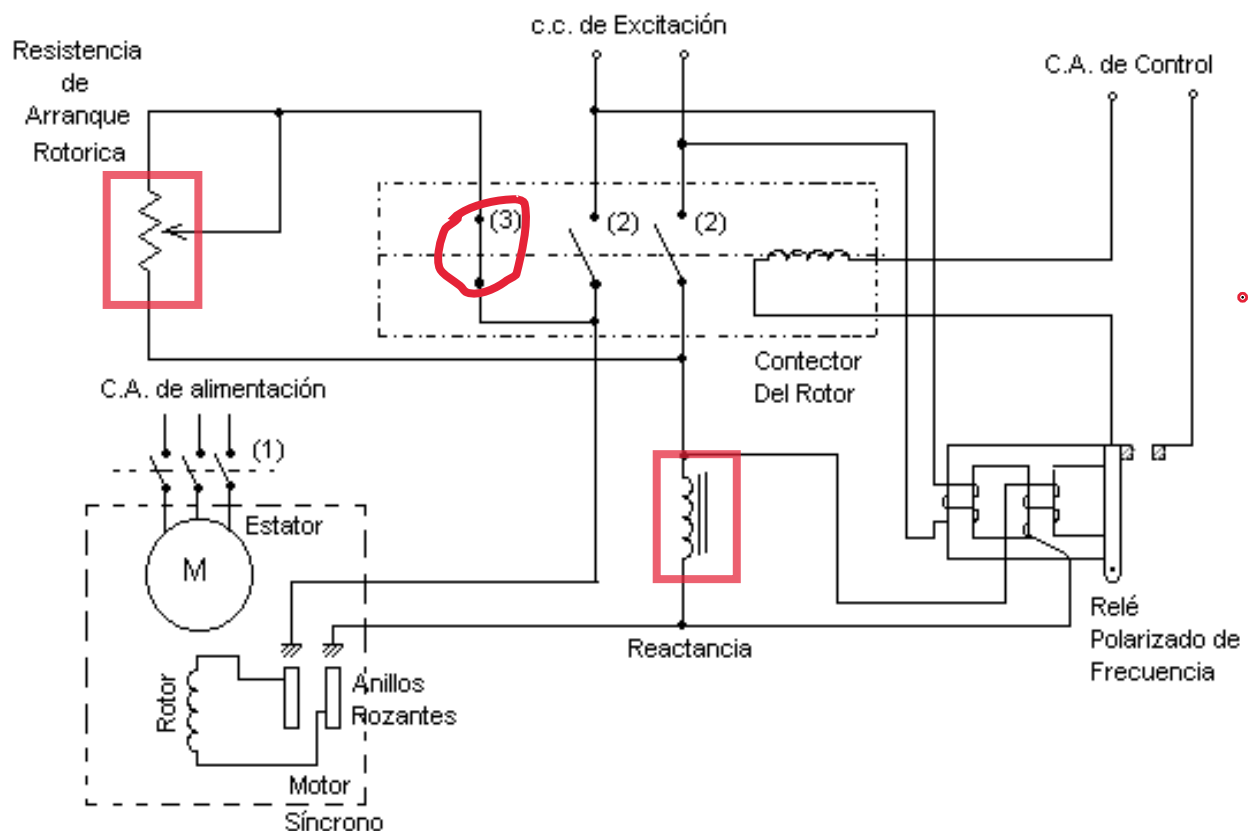 c.c. de Excitación
Resistencia
de
Arranque
Rotorica
C.A. de Control
(3)
(2)
(2)
Contector
Del Rotor
C.A. de alimentación
(1)
Estator
M
Relé
Polarizado de
Frecuencia
Reactancia
Rotor
Anillos
Rozantes
Motor
Síncrono